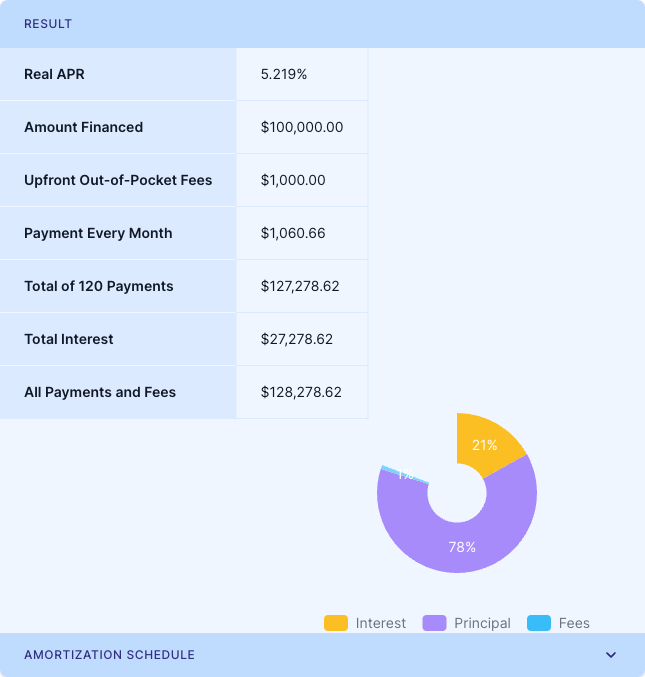 RESULT
Real APR 5.219%
Amount Financed $100,000.00
Upfront Out-of-Pocket Fees $1,000.00
Payment Every Month $1,060.66
Total of 120 Payments $127,278.62
Total Interest $27,278.62
All Payments and Fees $128,278.62
21%
1%
78%
Interest Principal Fees
AMORTIZATION SCHEDULE